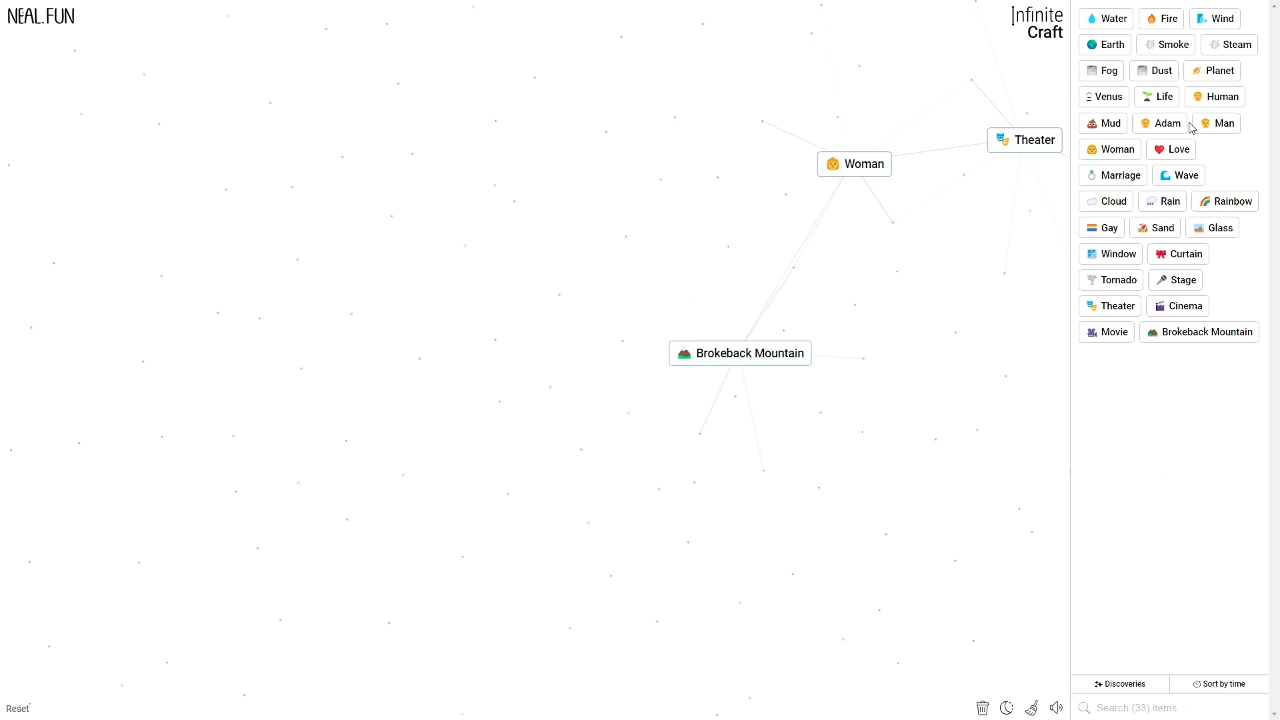 NEAL.FUN
Infinite
Craft
Water Fire Wind
Earth Smoke Steam
Fog Dust Planet
Venus Life Human
Mud Adam Man
Woman Love
Marriage Wave
Cloud Rain Rainbow
Gay Sand Glass
Window Curtain
Tornado Stage
Theater Cinema
Movie Brokeback Mountain
Theater
Woman
Brokeback Mountain
Discoveries Sort by time
Reset
Search (33) items...